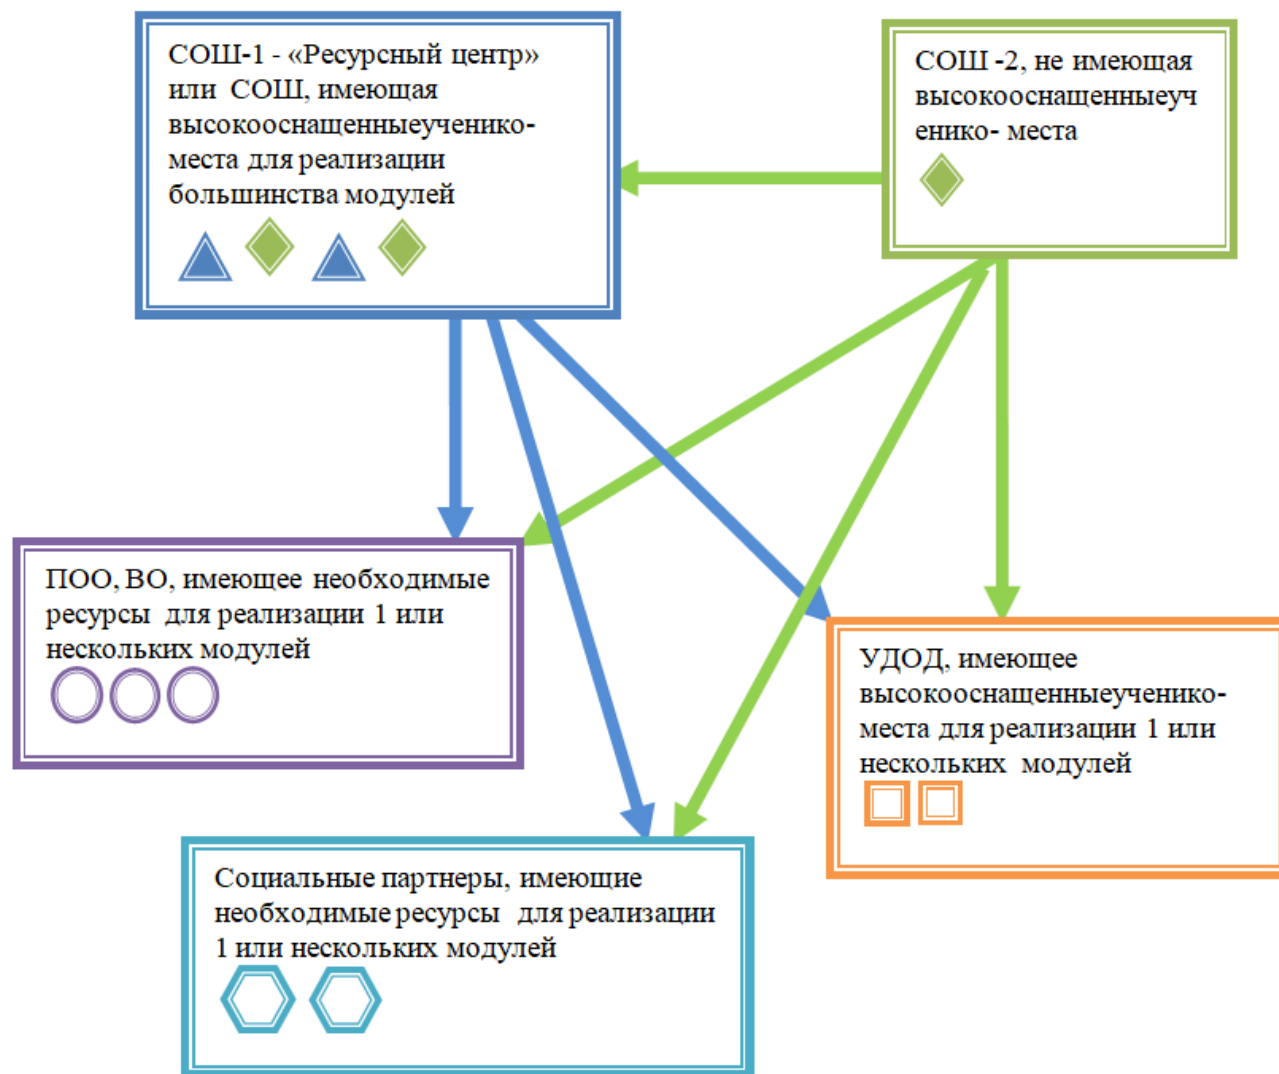 СОШ-1 - «Ресурсный центр»
или СОШ, имеющая
высокооснащенныеученико-
места для реализации
большинства модулей
СОШ -2, не имеющая
высокооснащенныеуч
енико- места
ПОО, ВО, имеющее необходимые
ресурсы для реализации 1 или
нескольких модулей
УДОД, имеющее
высокооснащенныеученико-
места для реализации 1 или
нескольких модулей
Социальные партнеры, имеющие
необходимые ресурсы для реализации
1 или нескольких модулей